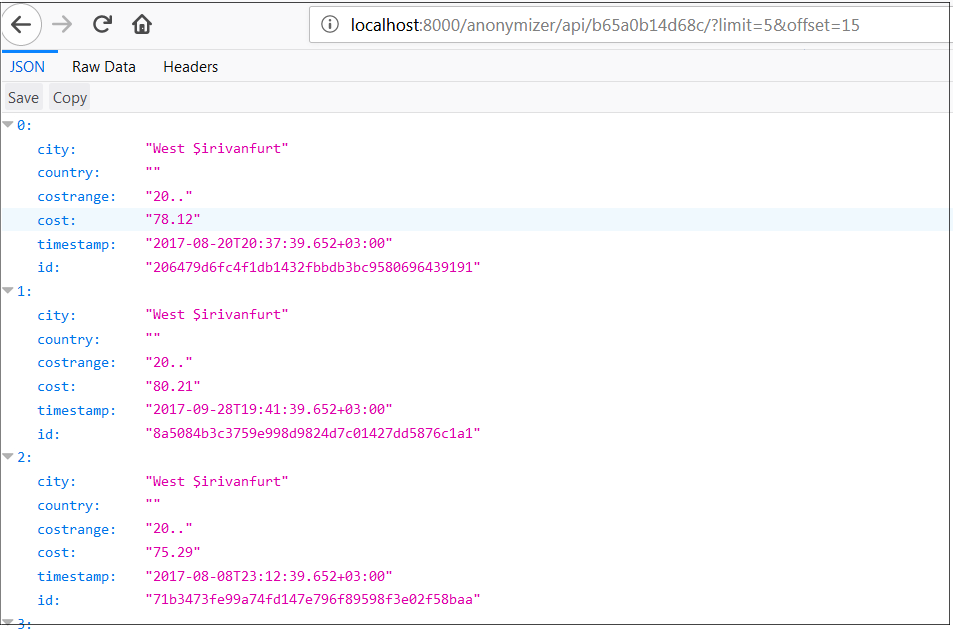 localhost:8000/anonymizer/api/b65a0b14d68c/?limit=5&offset=15
JSON Raw Data Headers
Save Copy
0:
city: "West $irivanfurt"
country: ""
costrange: "20.."
cost: "78.12"
timestamp: "2017-08-20T20:37:39.652+03:00"
id: "206479d6fc4f1db1432fbbdb3bc9580696439191"
1:
city: "West $irivanfurt"
country: ""
costrange: "20.."
cost: "80.21"
timestamp: "2017-09-28T19:41:39.652+03:00"
id: "8a5084b3c3759e998d9824d7c01427dd5876c1a1"
2:
city: "West $irivanfurt"
country: ""
costrange: "20.."
cost: "75.29"
timestamp: "2017-08-08T23:12:39.652+03:00"
id: "71b3473fe99a74fd147e796f89598f3e02f58baa"
3: